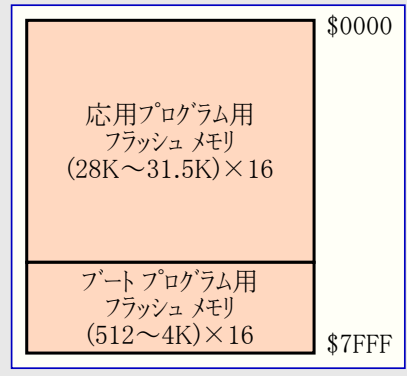 $0000
応用プログラム用
フラッシュ メモリ
(28K～31.5K)×16
ブート プログラム用
フラッシュ メモリ
(512～4K)×16
$7FFF